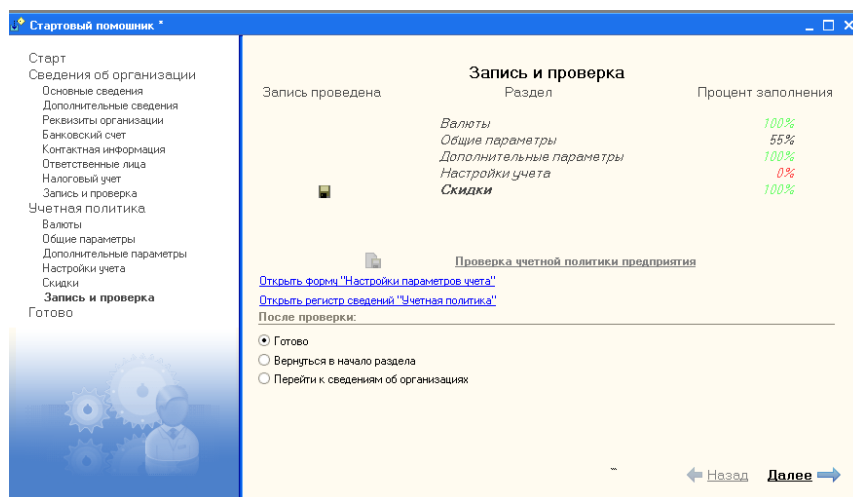 Стартовый помошник *
Старт
Сведения об организации
Основные сведения
Дополнительные сведения
Реквизиты организации
Банковский счет
Контактная информация
Ответственные лица
Налоговый учет
Запись и проверка
Учетная политика
Валюты
Общие параметры
Дополнительные параметры
Настройки учета
Скидки
Запись и проверка
Готово
Запись и проверка
Запись проведена Раздел Процент заполнения
Валюты 100%
Общие параметры 55%
Дополнительные параметры 100%
Настройки учета 0%
Скидки 100%
Проверка учетной политики предприятия
Открыть форму "Настройки параметров учета"
Открыть регистр сведений "Учетная политика"
После проверки:
Готово
Вернуться в начало раздела
Перейти к сведениям об организациях
Назад Далее